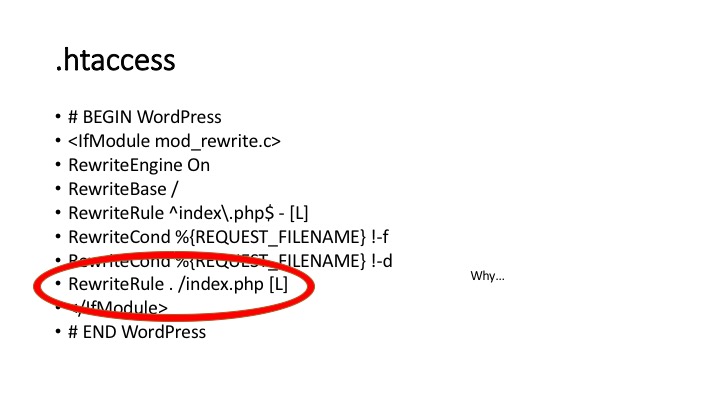 .htaccess
• # BEGIN WordPress
• <IfModule mod_rewrite.c>
• RewriteEngine On
• RewriteBase /
• RewriteRule ^index\.php$ - [L]
• RewriteCond %{REQUEST_FILENAME} !-f
• RewriteCond %{REQUEST_FILENAME} !-d
• RewriteRule . /index.php [L]
• </IfModule>
• # END WordPress
Why...